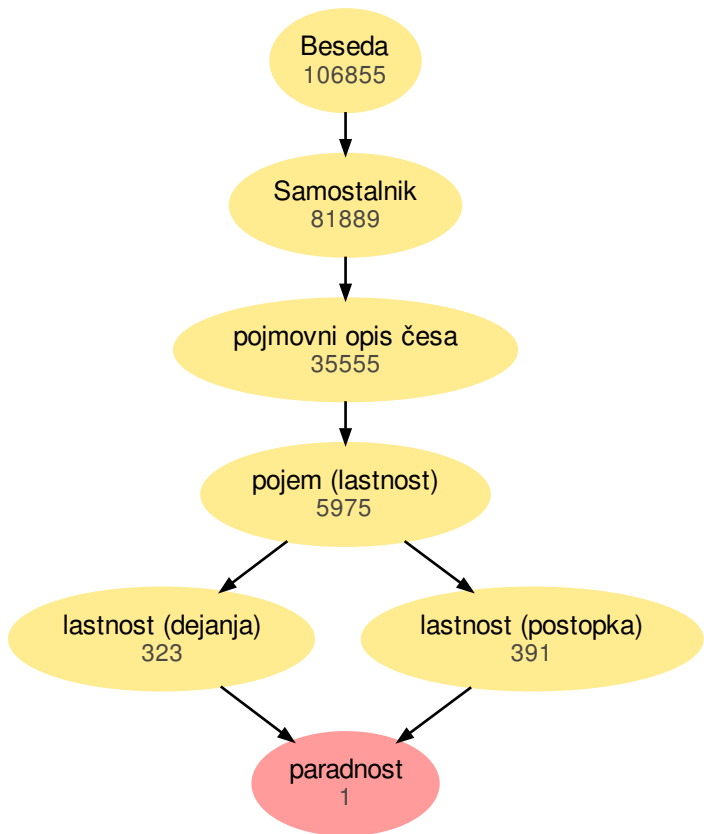 Beseda
106855
Samostalnik
81889
pojmovni opis česa
35555
pojem (lastnost)
5975
lastnost (dejanja)
323
lastnost (postopka)
391
paradnost
1